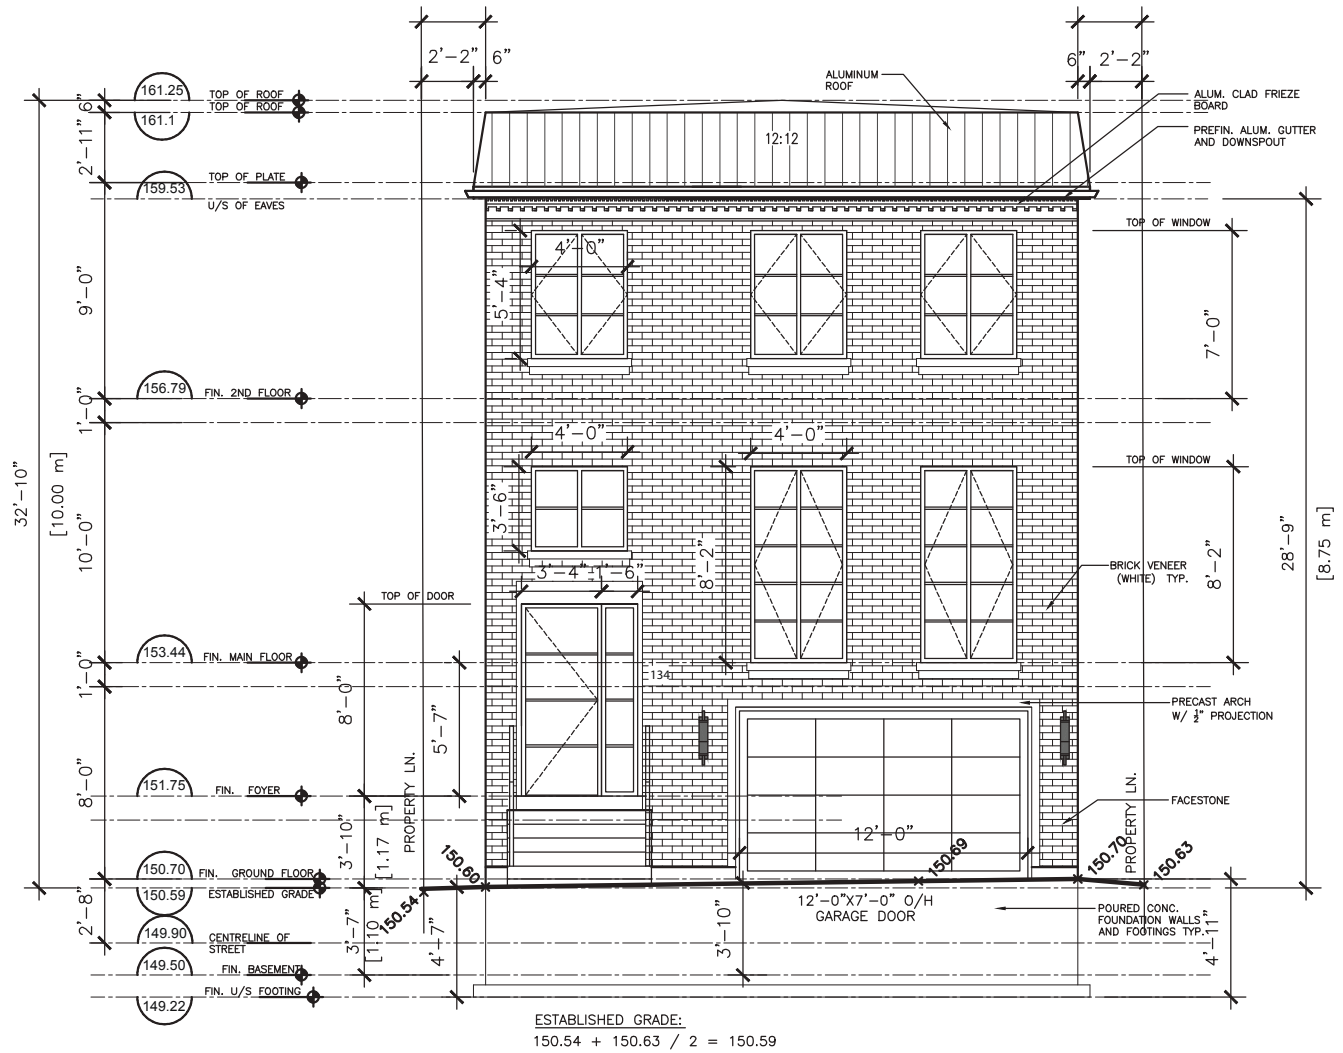 2'-2"
6"
6"
2'-2"
161.25
TOP OF ROOF
161.1
TOP OF ROOF
6"
2'-11"
ALUMINUM
ROOF
ALUM. CLAD FRIEZE
BOARD
PREFIN. ALUM. GUTTER
AND DOWNSPOUT
12:12
TOP OF PLATE
159.53
U/S OF EAVES
TOP OF WINDOW
4'-0"
5'-4"
9'-0"
7'-0"
156.79
FIN. 2ND FLOOR
1'-0"
4'-0"
4'-0"
TOP OF WINDOW
32'-10"
[10.00 m]
10'-0"
3'-6"
8'-2"
8'-2"
28'-9"
[8.75 m]
3'-4"
1'-6"
BRICK VENEER
(WHITE) TYP.
TOP OF DOOR
153.44
FIN. MAIN FLOOR
1'-0"
134
8'-0"
5'-7"
PRECAST ARCH
W/ ½" PROJECTION
151.75
FIN. FOYER
8'-0"
PROPERTY LN.
PROPERTY LN.
FACESTONE
3'-10"
[1.17 m]
12'-0"
150.60
150.69
150.70
150.63
150.54
150.70
FIN. GROUND FLOOR
150.59
ESTABLISHED GRADE
12'-0"X7'-0" O/H
GARAGE DOOR
POURED CONC.
FOUNDATION WALLS
AND FOOTINGS TYP.
2'-8"
149.90
CENTRELINE OF
STREET
3'-7"
[1.10 m]
4'-7"
3'-10"
4'-11"
149.50
FIN. BASEMENT
FIN. U/S FOOTING
149.22
ESTABLISHED GRADE:
150.54 + 150.63 / 2 = 150.59